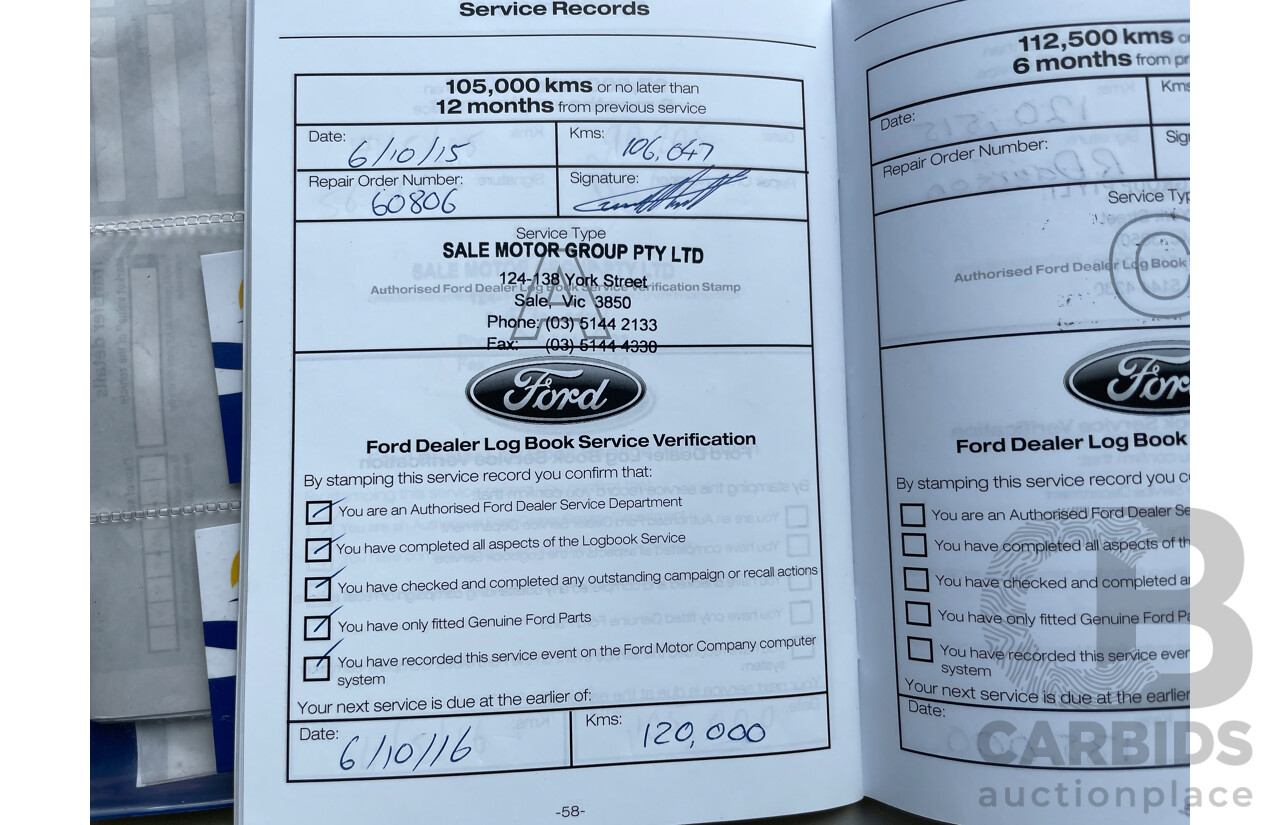 Service Records
105,000 kms or no later than
12 months from previous service
Date: 6/10/15
Kms: 106,047
Repair Order Number: 60806
Signature:
Service Type
A
SALE MOTOR GROUP PTY LTD
124-138 York Street
Authorised Ford Dealer Log Book Service Verification Stamp
Sale, Vic 3850
Phone: (03) 5144 2133
Fax: (03) 5144 4330
Ford
Ford Dealer Log Book Service Verification
By stamping this service record you confirm that:
You are an Authorised Ford Dealer Service Department
You have completed all aspects of the Logbook Service
You have checked and completed any outstanding campaign or recall actions
You have only fitted Genuine Ford Parts
You have recorded this service event on the Ford Motor Company computer
system
Your next service is due at the earlier of:
Date: 6/10/16
Kms: 120,000
-58-
112,500 kms
6 months from
Date:
Kms
Repair Order Number:
Service
Authorised Ford Dealer Log Book
Ford Dealer Log Book
By stamping this service record you
You are an Authorised Ford Dealer
You have completed all aspects of
You have checked and completed
You have only fitted Genuine Ford
You have recorded this service
system
Your next service is due at the earlier
Date:
CB
CARBIDS
auctionplace